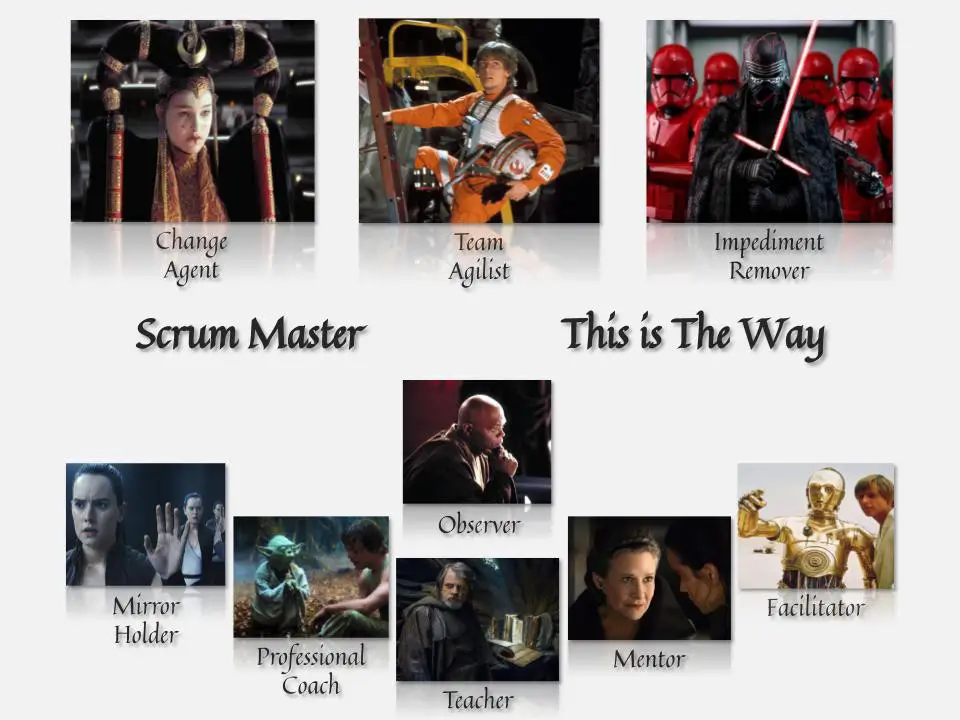 Change
Agent
Team
Agilist
Impediment
Remover
Scrum Master
This is The Way
Observer
Mirror
Holder
Facilitator
Professional
Coach
Mentor
Teacher